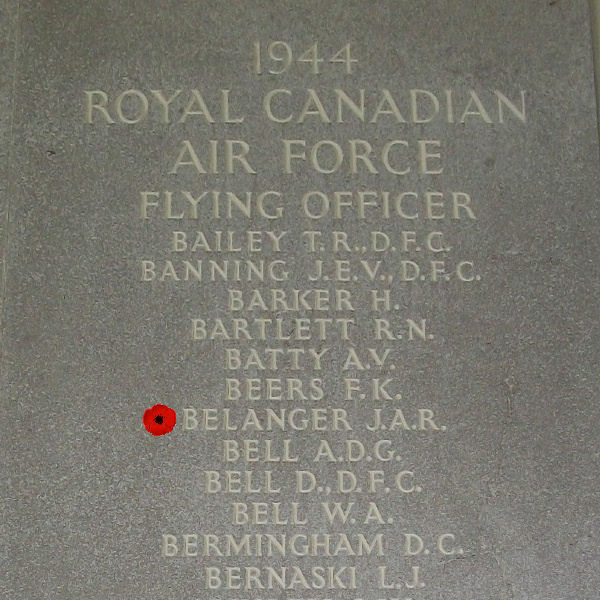 1944
ROYAL CANADIAN
AIR FORCE
FLYING OFFICER
BAILEY T.R., D.F.C.
BANNING J.E.V., D.F.C.
BARKER H.
BARTLETT R.N.
BATTY A.V.
BEERS F.K.
BELANGER J.A.R.
BELL A.D.G.
BELL D., D.F.C.
BELL W.A.
BERMINGHAM D.C.
BERNASKI L.J.